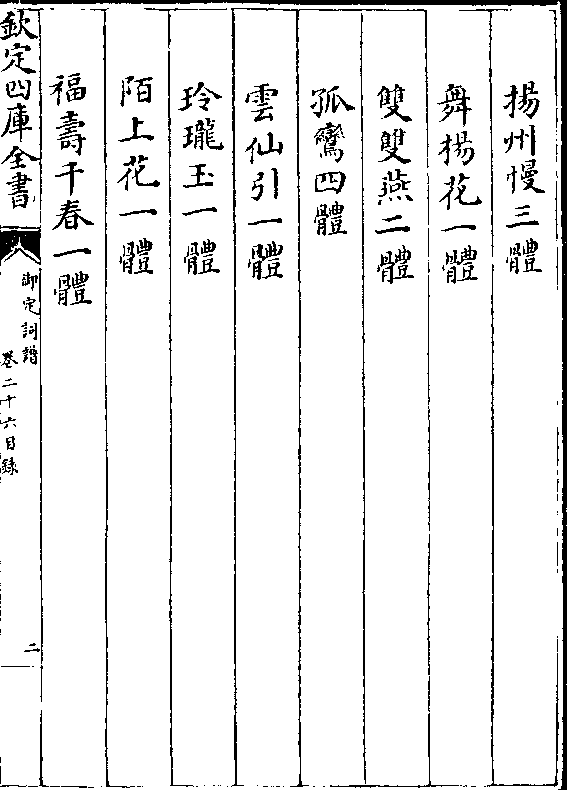 揚州慢三體
舞揚花一體
雙雙燕二體
孤鸞四體
雲仙引一體
玲瓏玉一體
陌上花一體
福壽千春一體
欽定四庫全書
御定詞譜
卷二十六目錄
二